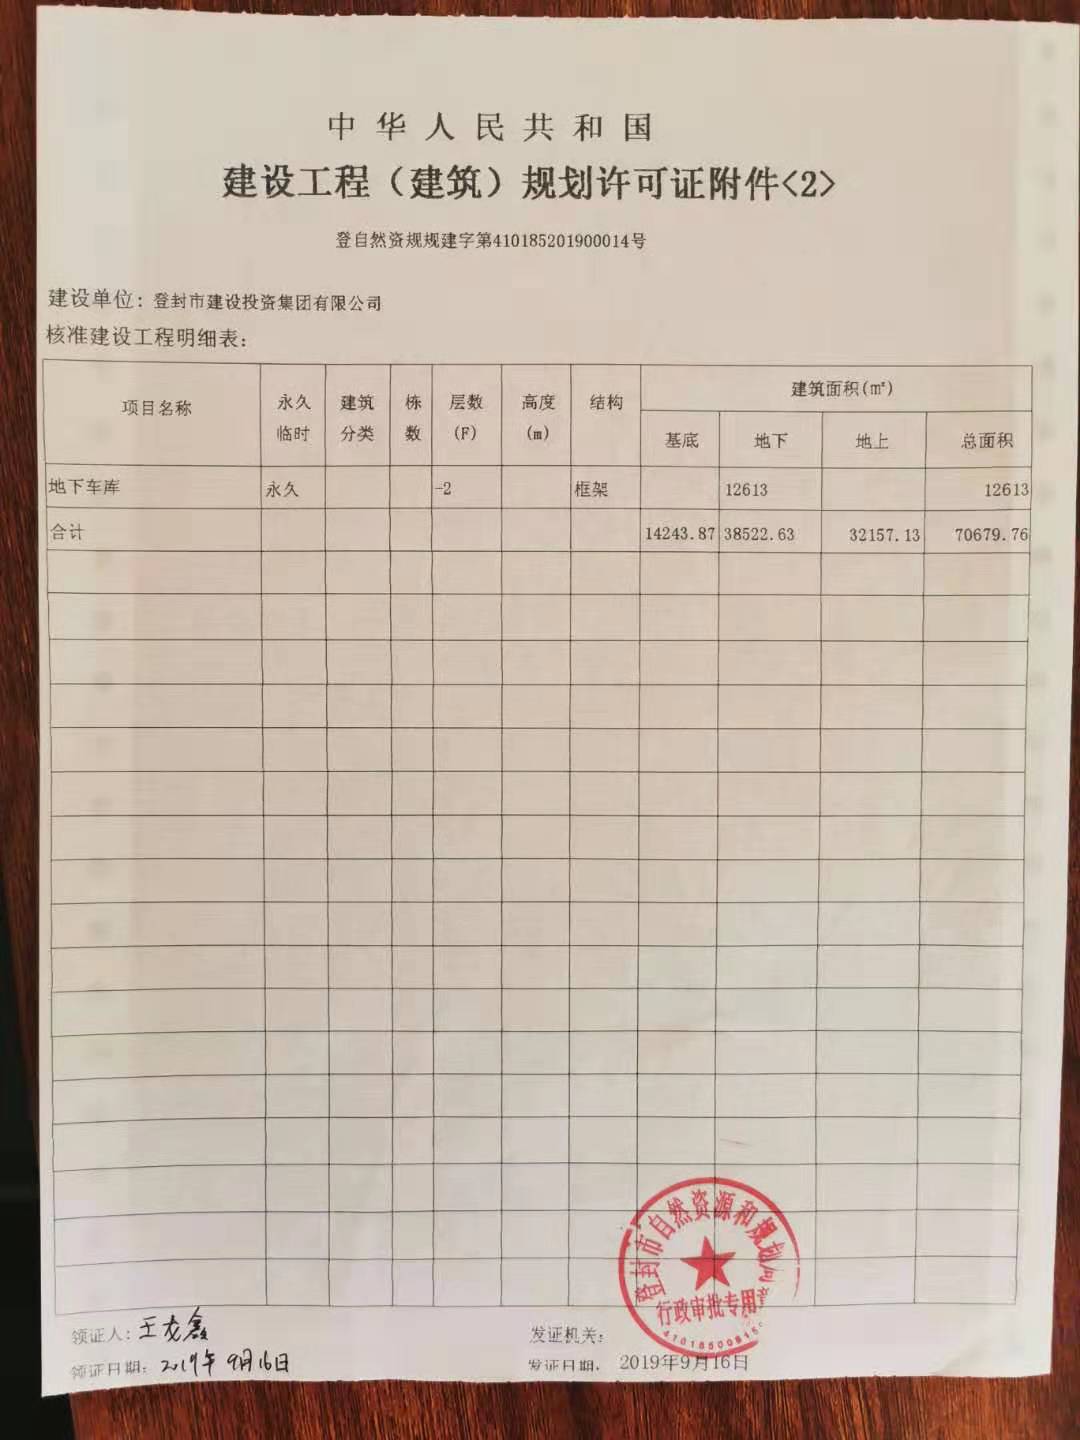 中华人民共和国
建设工程（建筑）规划许可证附件<2>
登自然资规规建字第410185201900014号
建设单位：登封市建设投资集团有限公司
核准建设工程明细表：
项目名称 永久临时 建筑分类 栋数 层数(F) 高度(m) 结构 建筑面积(㎡)
基底 地下 地上 总面积
地下车库 永久 -2 框架 12613 12613
合计 14243.87 38522.63 32157.13 70679.76
登封市自然资源和规划局
行政审批专用章
领证人：王龙鑫 发证机关：
领证日期：2019年9月16日 发证日期：2019年9月16日